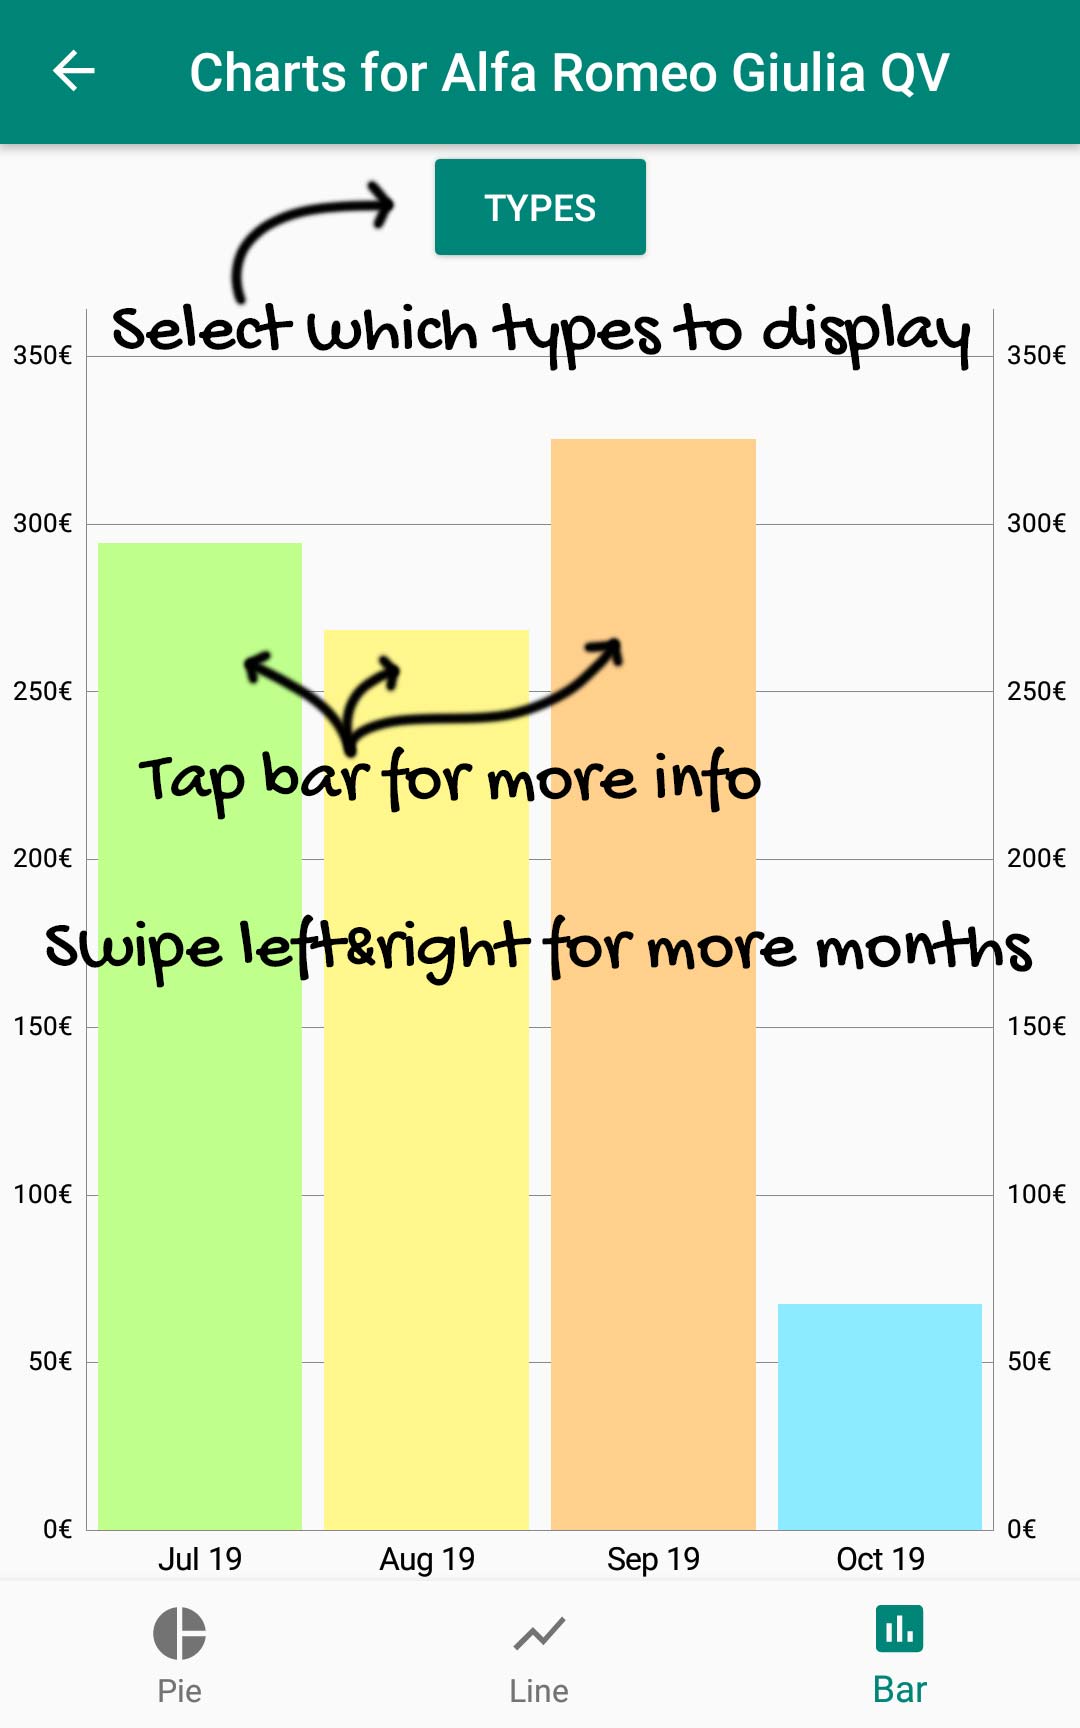 Charts for Alfa Romeo Giulia QV
TYPES
Select which types to display
350€ 350€
300€ 300€
250€ 250€
Tap bar for more info
200€ 200€
Swipe left&right for more months
150€ 150€
100€ 100€
50€ 50€
0€ 0€
Jul 19 Aug 19 Sep 19 Oct 19
Pie Line Bar